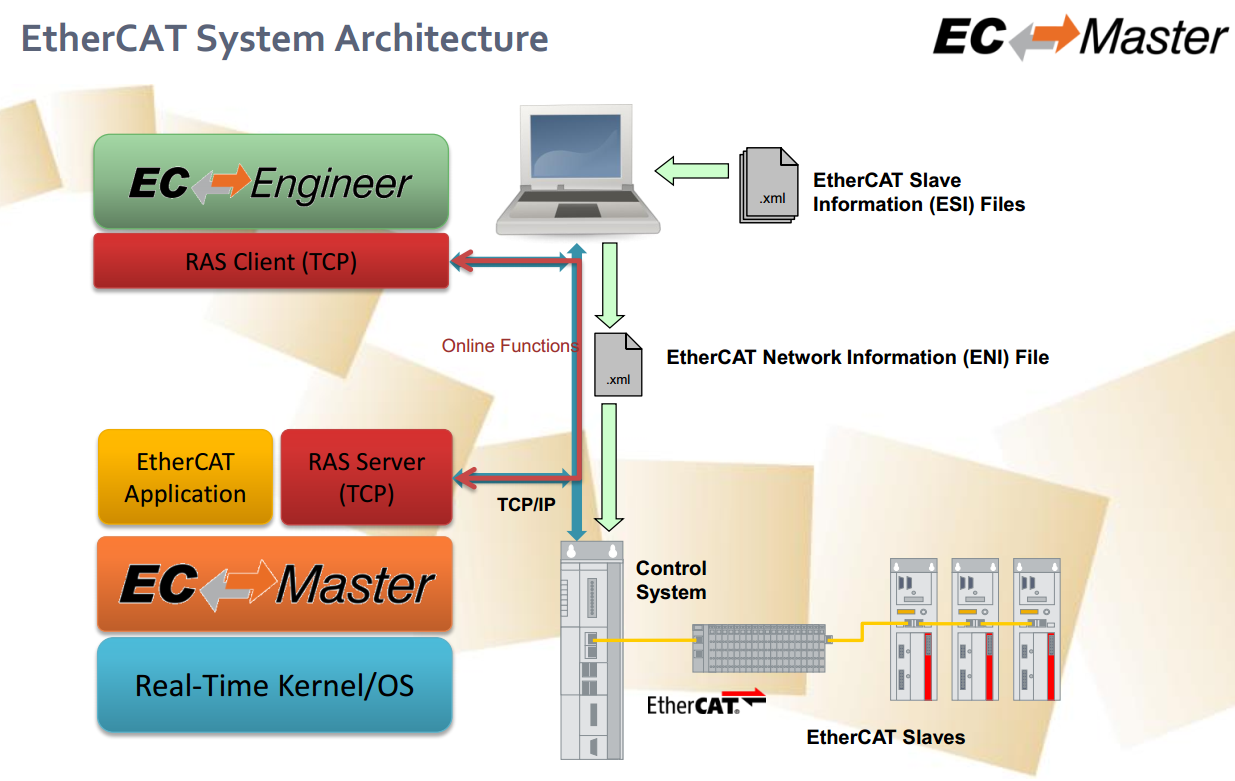 EtherCAT System Architecture
EC Master
EC Engineer
RAS Client (TCP)
.xml
EtherCAT Slave
Information (ESI) Files
Online Functions
.xml
EtherCAT Network Information (ENI) File
EtherCAT
Application
RAS Server
(TCP)
TCP/IP
EC Master
Control
System
Real-Time Kernel/OS
EtherCAT®
EtherCAT Slaves